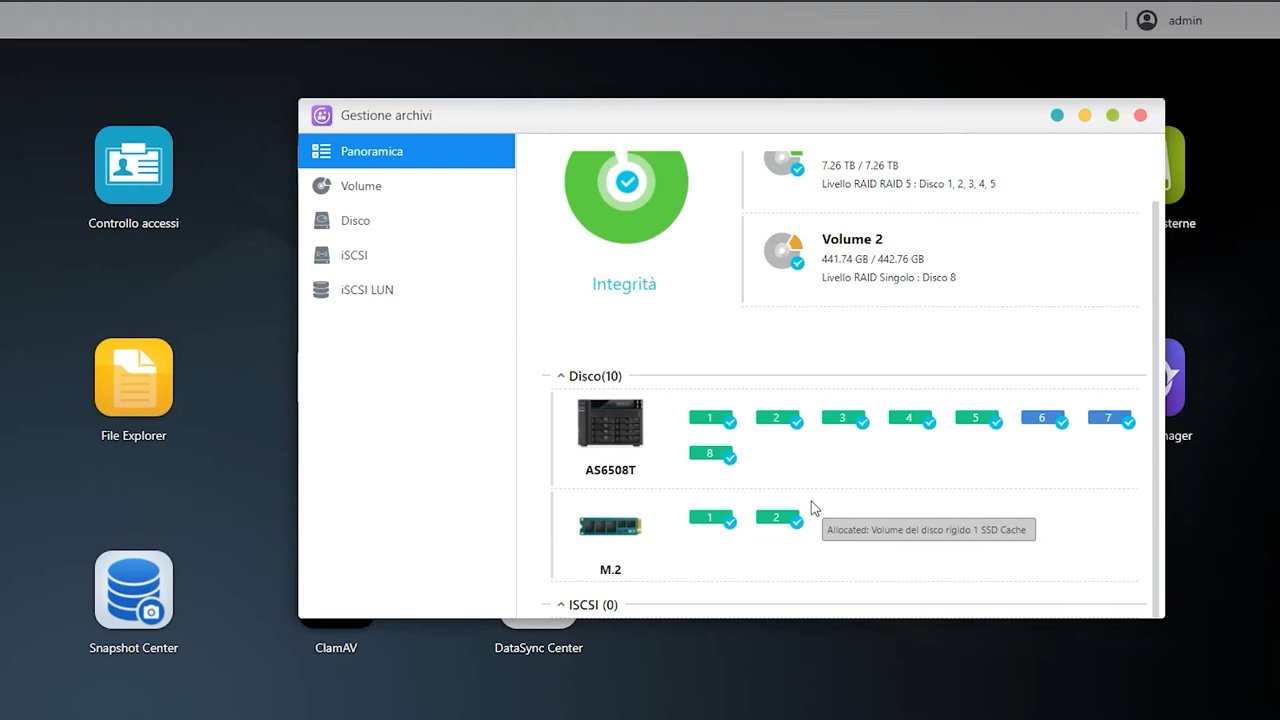 admin
Gestione archivi
Panoramica
Volume
Disco
iSCSI
iSCSI LUN
Integrità
7.26 TB / 7.26 TB
Livello RAID RAID 5 : Disco 1, 2, 3, 4, 5
Volume 2
441.74 GB / 442.76 GB
Livello RAID Singolo : Disco 8
Disco(10)
1 2 3 4 5 6 7
8
AS6508T
1 2
Allocated: Volume del disco rigido 1 SSD Cache
M.2
ISCSI (0)
Controllo accessi
File Explorer
Snapshot Center
ClamAV
DataSync Center
sterne
nager